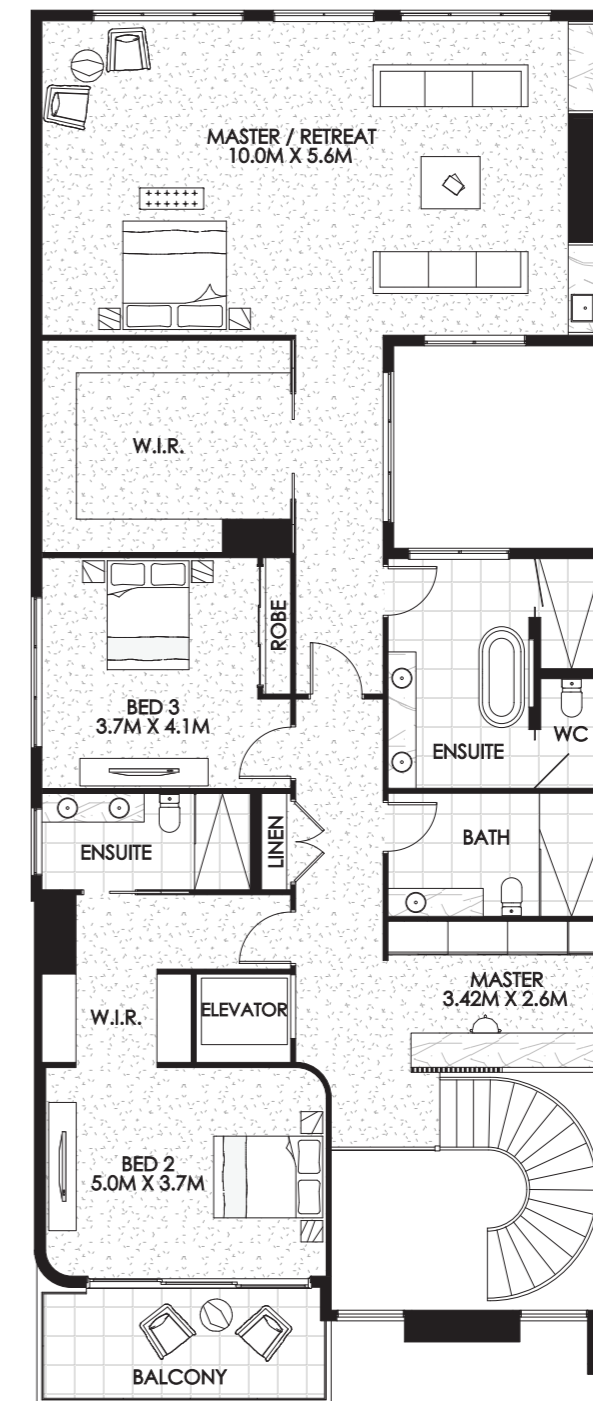 MASTER / RETREAT
10.0M X 5.6M
W.I.R.
ROBE
BED 3
3.7M X 4.1M
ENSUITE
WC
ENSUITE
LINEN
BATH
W.I.R.
ELEVATOR
MASTER
3.42M X 2.6M
BED 2
5.0M X 3.7M
BALCONY